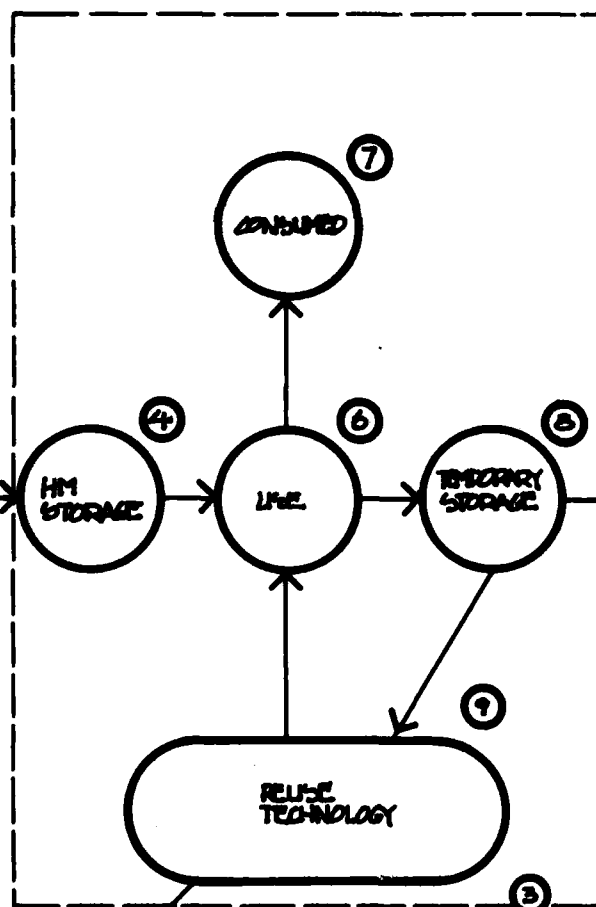 7
CONSUMED
4
6
8
HM
STORAGE
USE
TEMPORARY
STORAGE
9
REUSE
TECHNOLOGY
3